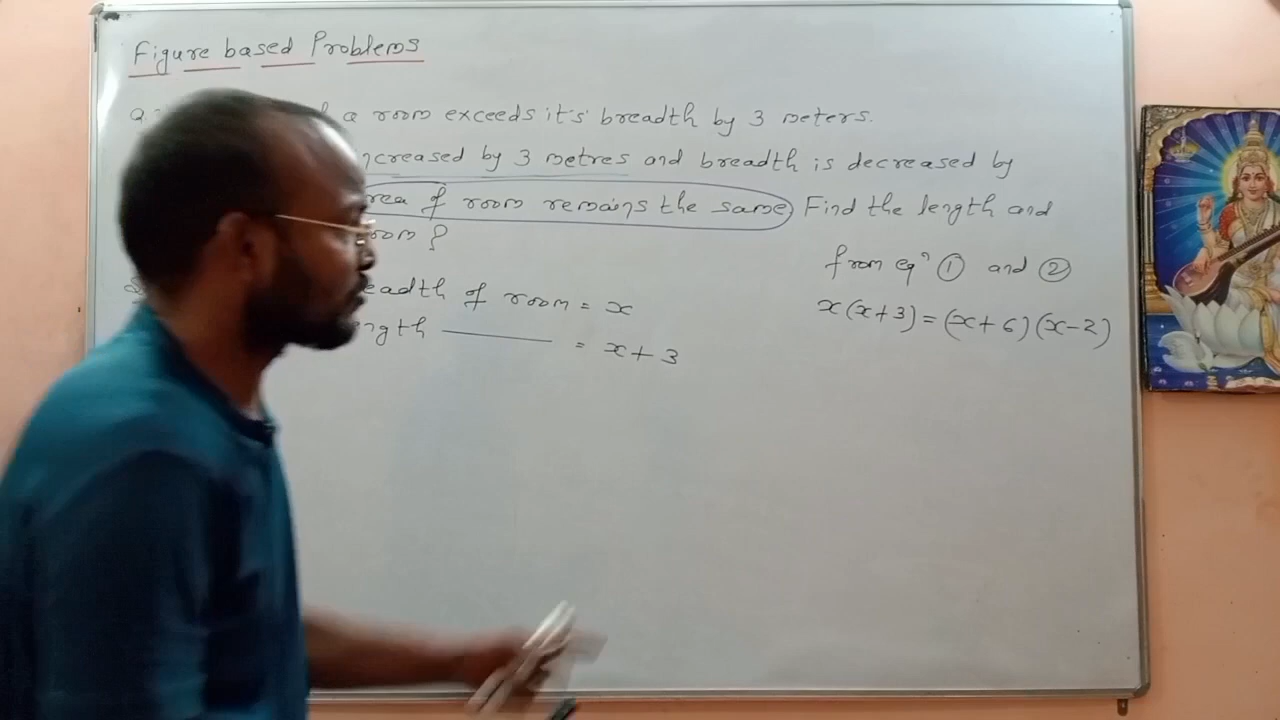 Figure based Problems
Q. a room exceeds it's breadth by 3 meters.
ncreased by 3 metres and breadth is decreased by
rea of room remains the same Find the length and
oom ?
eadth of room = x
ngth ——— = x+3
from eqⁿ ① and ②
x(x+3) = (x+6)(x-2)